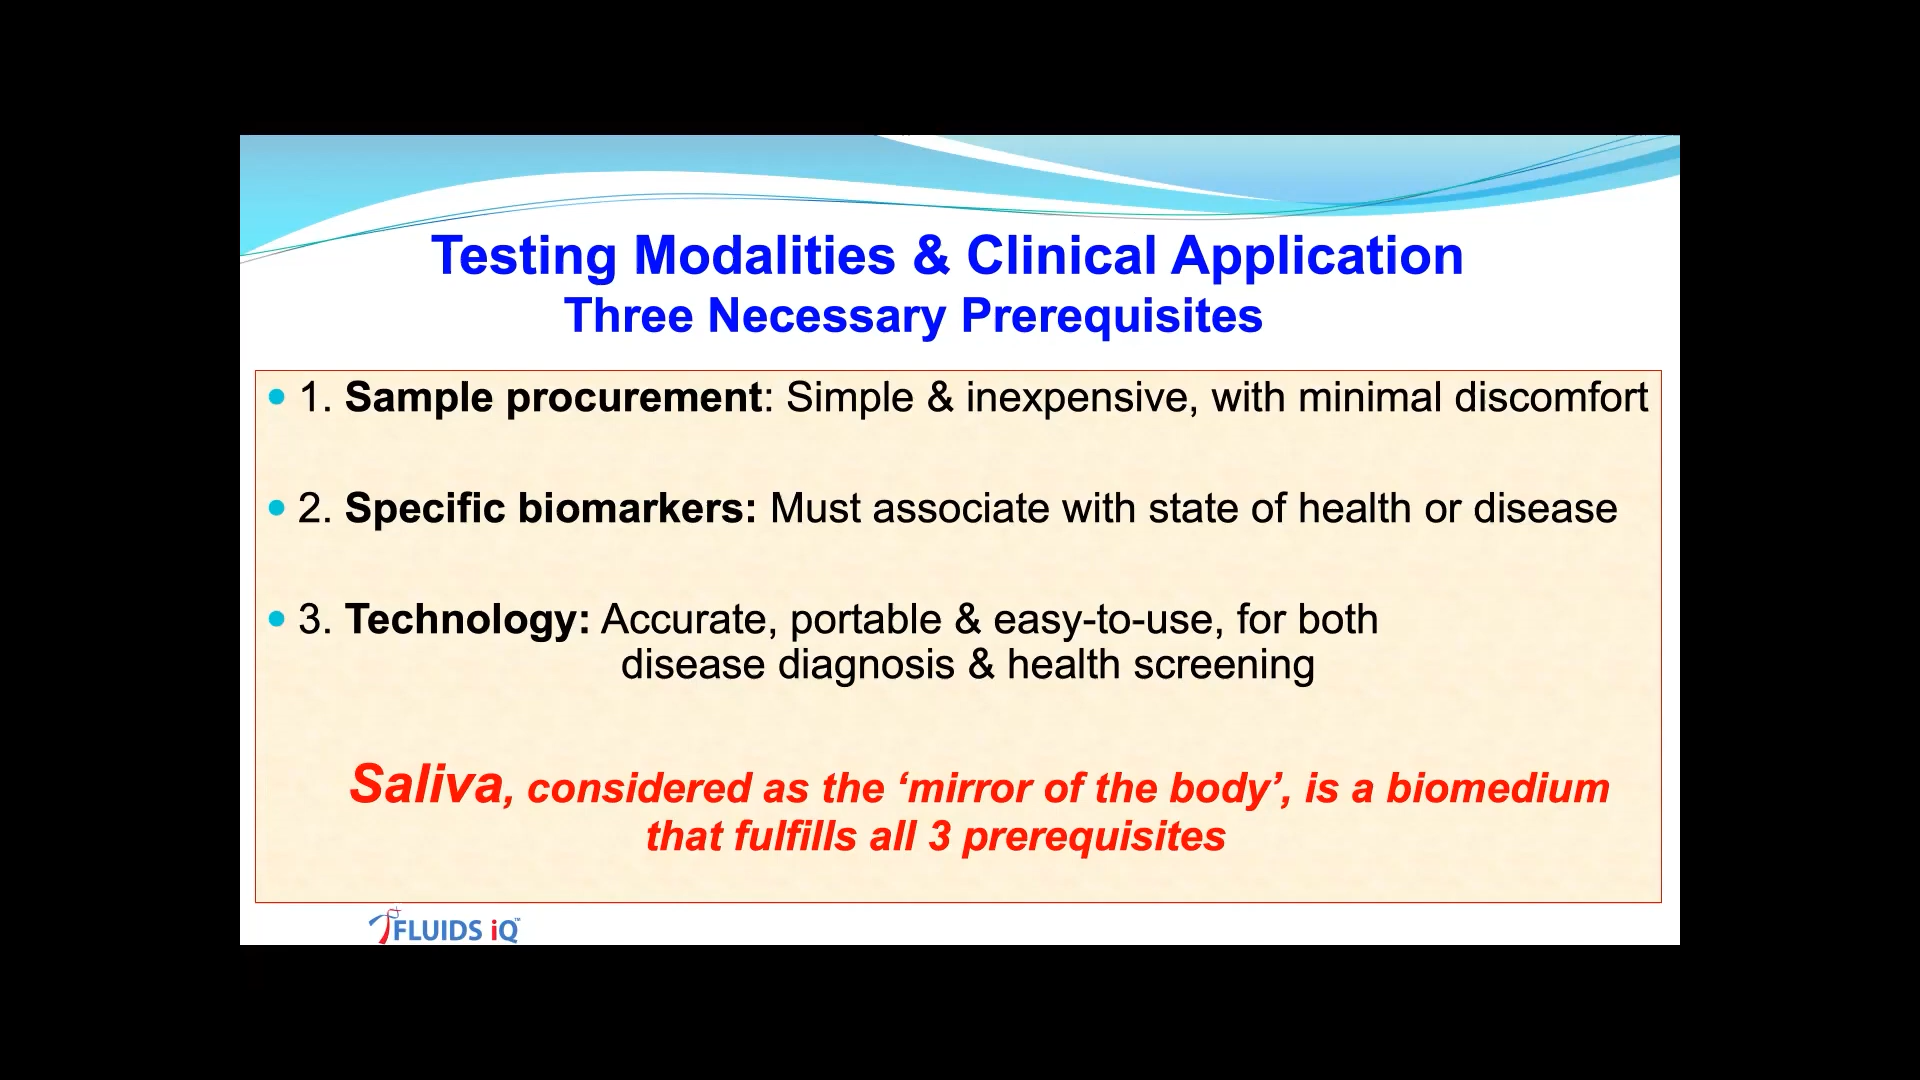 Testing Modalities & Clinical Application
Three Necessary Prerequisites
• 1. Sample procurement: Simple & inexpensive, with minimal discomfort
• 2. Specific biomarkers: Must associate with state of health or disease
• 3. Technology: Accurate, portable & easy-to-use, for both
disease diagnosis & health screening
Saliva, considered as the ‘mirror of the body’, is a biomedium
that fulfills all 3 prerequisites
FLUIDS iQ™